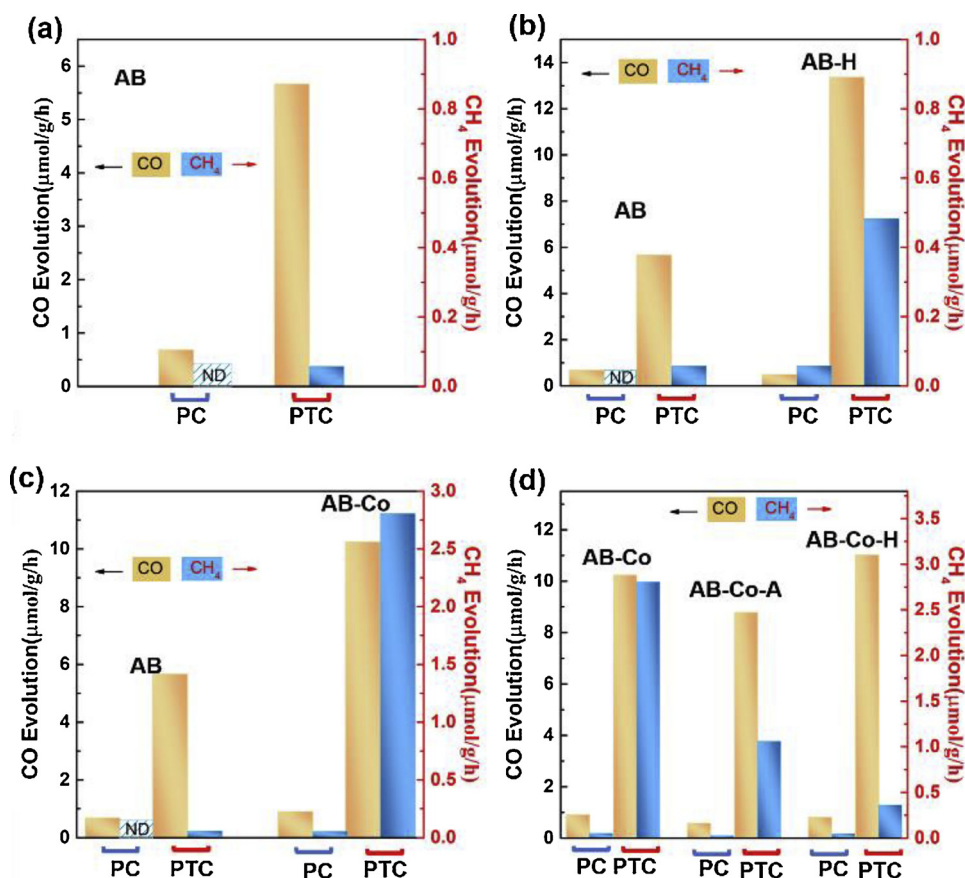 (a)
CO Evolution(μmol/g/h)
6
5
4
3
2
1
0
AB
CO
CH₄
ND
PC
PTC
1.0
0.8
0.6
0.4
0.2
0.0
CH₄ Evolution(μmol/g/h)
(b)
CO Evolution(μmol/g/h)
14
12
10
8
6
4
2
0
CO
CH₄
AB-H
AB
ND
PC
PTC
PC
PTC
1.0
0.8
0.6
0.4
0.2
0.0
CH₄ Evolution(μmol/g/h)
(c)
CO Evolution(μmol/g/h)
12
10
8
6
4
2
0
AB-Co
CO
CH₄
AB
ND
PC
PTC
PC
PTC
3.0
2.5
2.0
1.5
1.0
0.5
0.0
CH₄ Evolution(μmol/g/h)
(d)
CO Evolution(μmol/g/h)
12
10
8
6
4
2
0
CO
CH₄
AB-Co
AB-Co-A
AB-Co-H
PC
PTC
PC
PTC
PC
PTC
3.5
3.0
2.5
2.0
1.5
1.0
0.5
0.0
CH₄ Evolution(μmol/g/h)